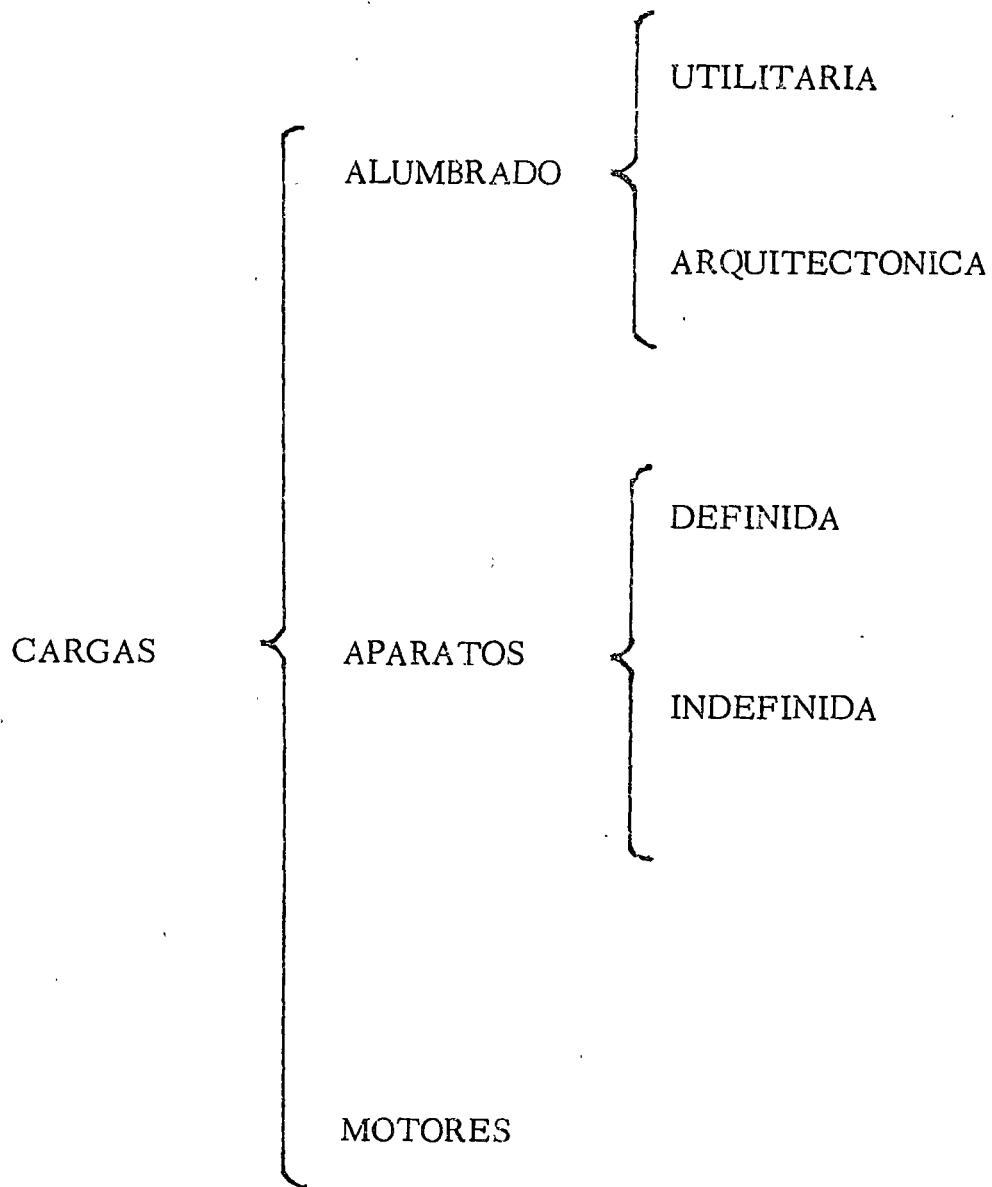 UTILITARIA
ALUMBRADO
ARQUITECTONICA
DEFINIDA
CARGAS
APARATOS
INDEFINIDA
MOTORES